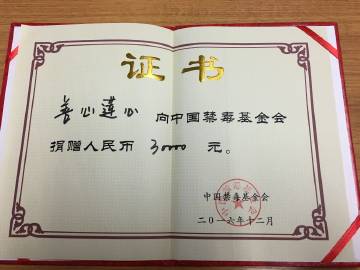 证书
善心莲心 向中国禁毒基金会
捐赠人民币 30000 元。
中国禁毒基金会
二〇一六年十二月